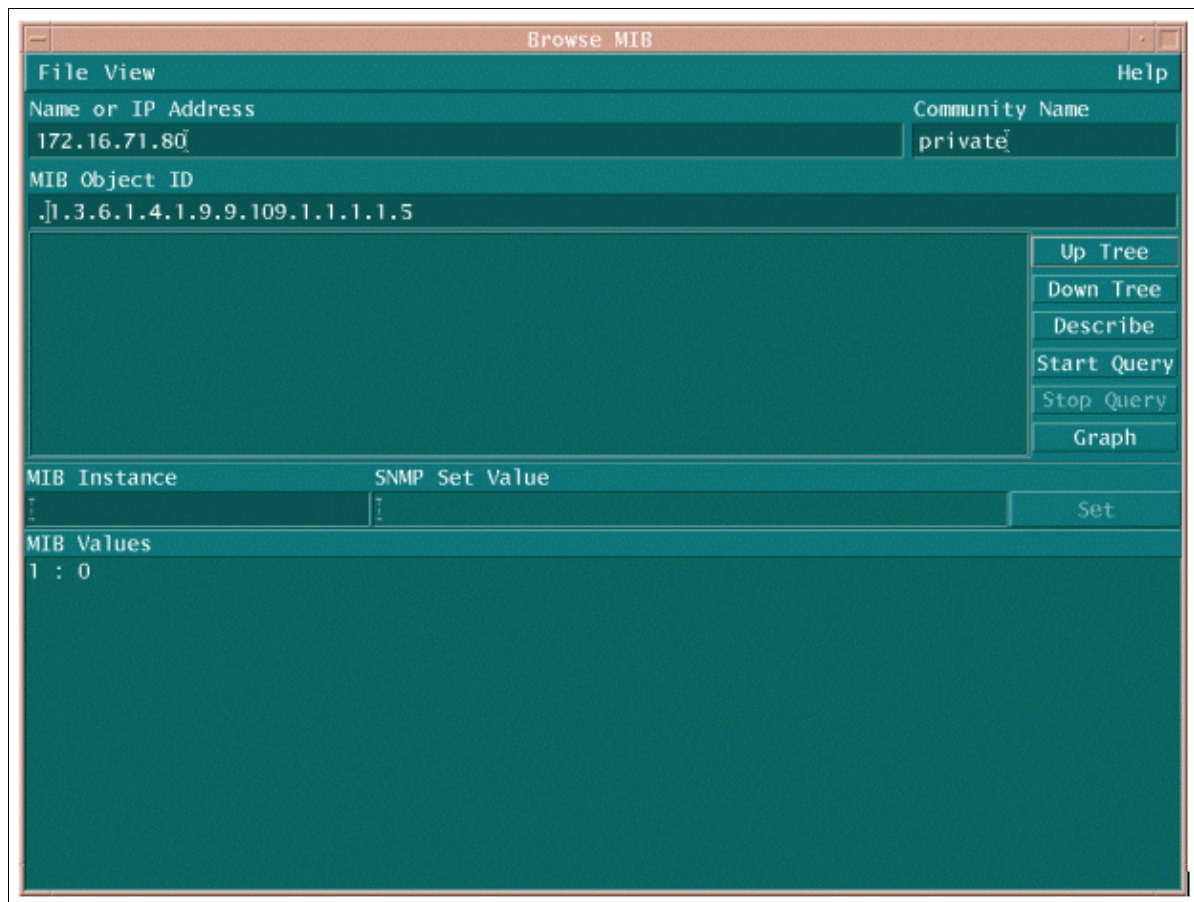 Browse MIB
File View Help
Name or IP Address Community Name
172.16.71.80 private
MIB Object ID
.1.3.6.1.4.1.9.9.109.1.1.1.1.5
Up Tree
Down Tree
Describe
Start Query
Stop Query
Graph
MIB Instance SNMP Set Value
Set
MIB Values
1 : 0